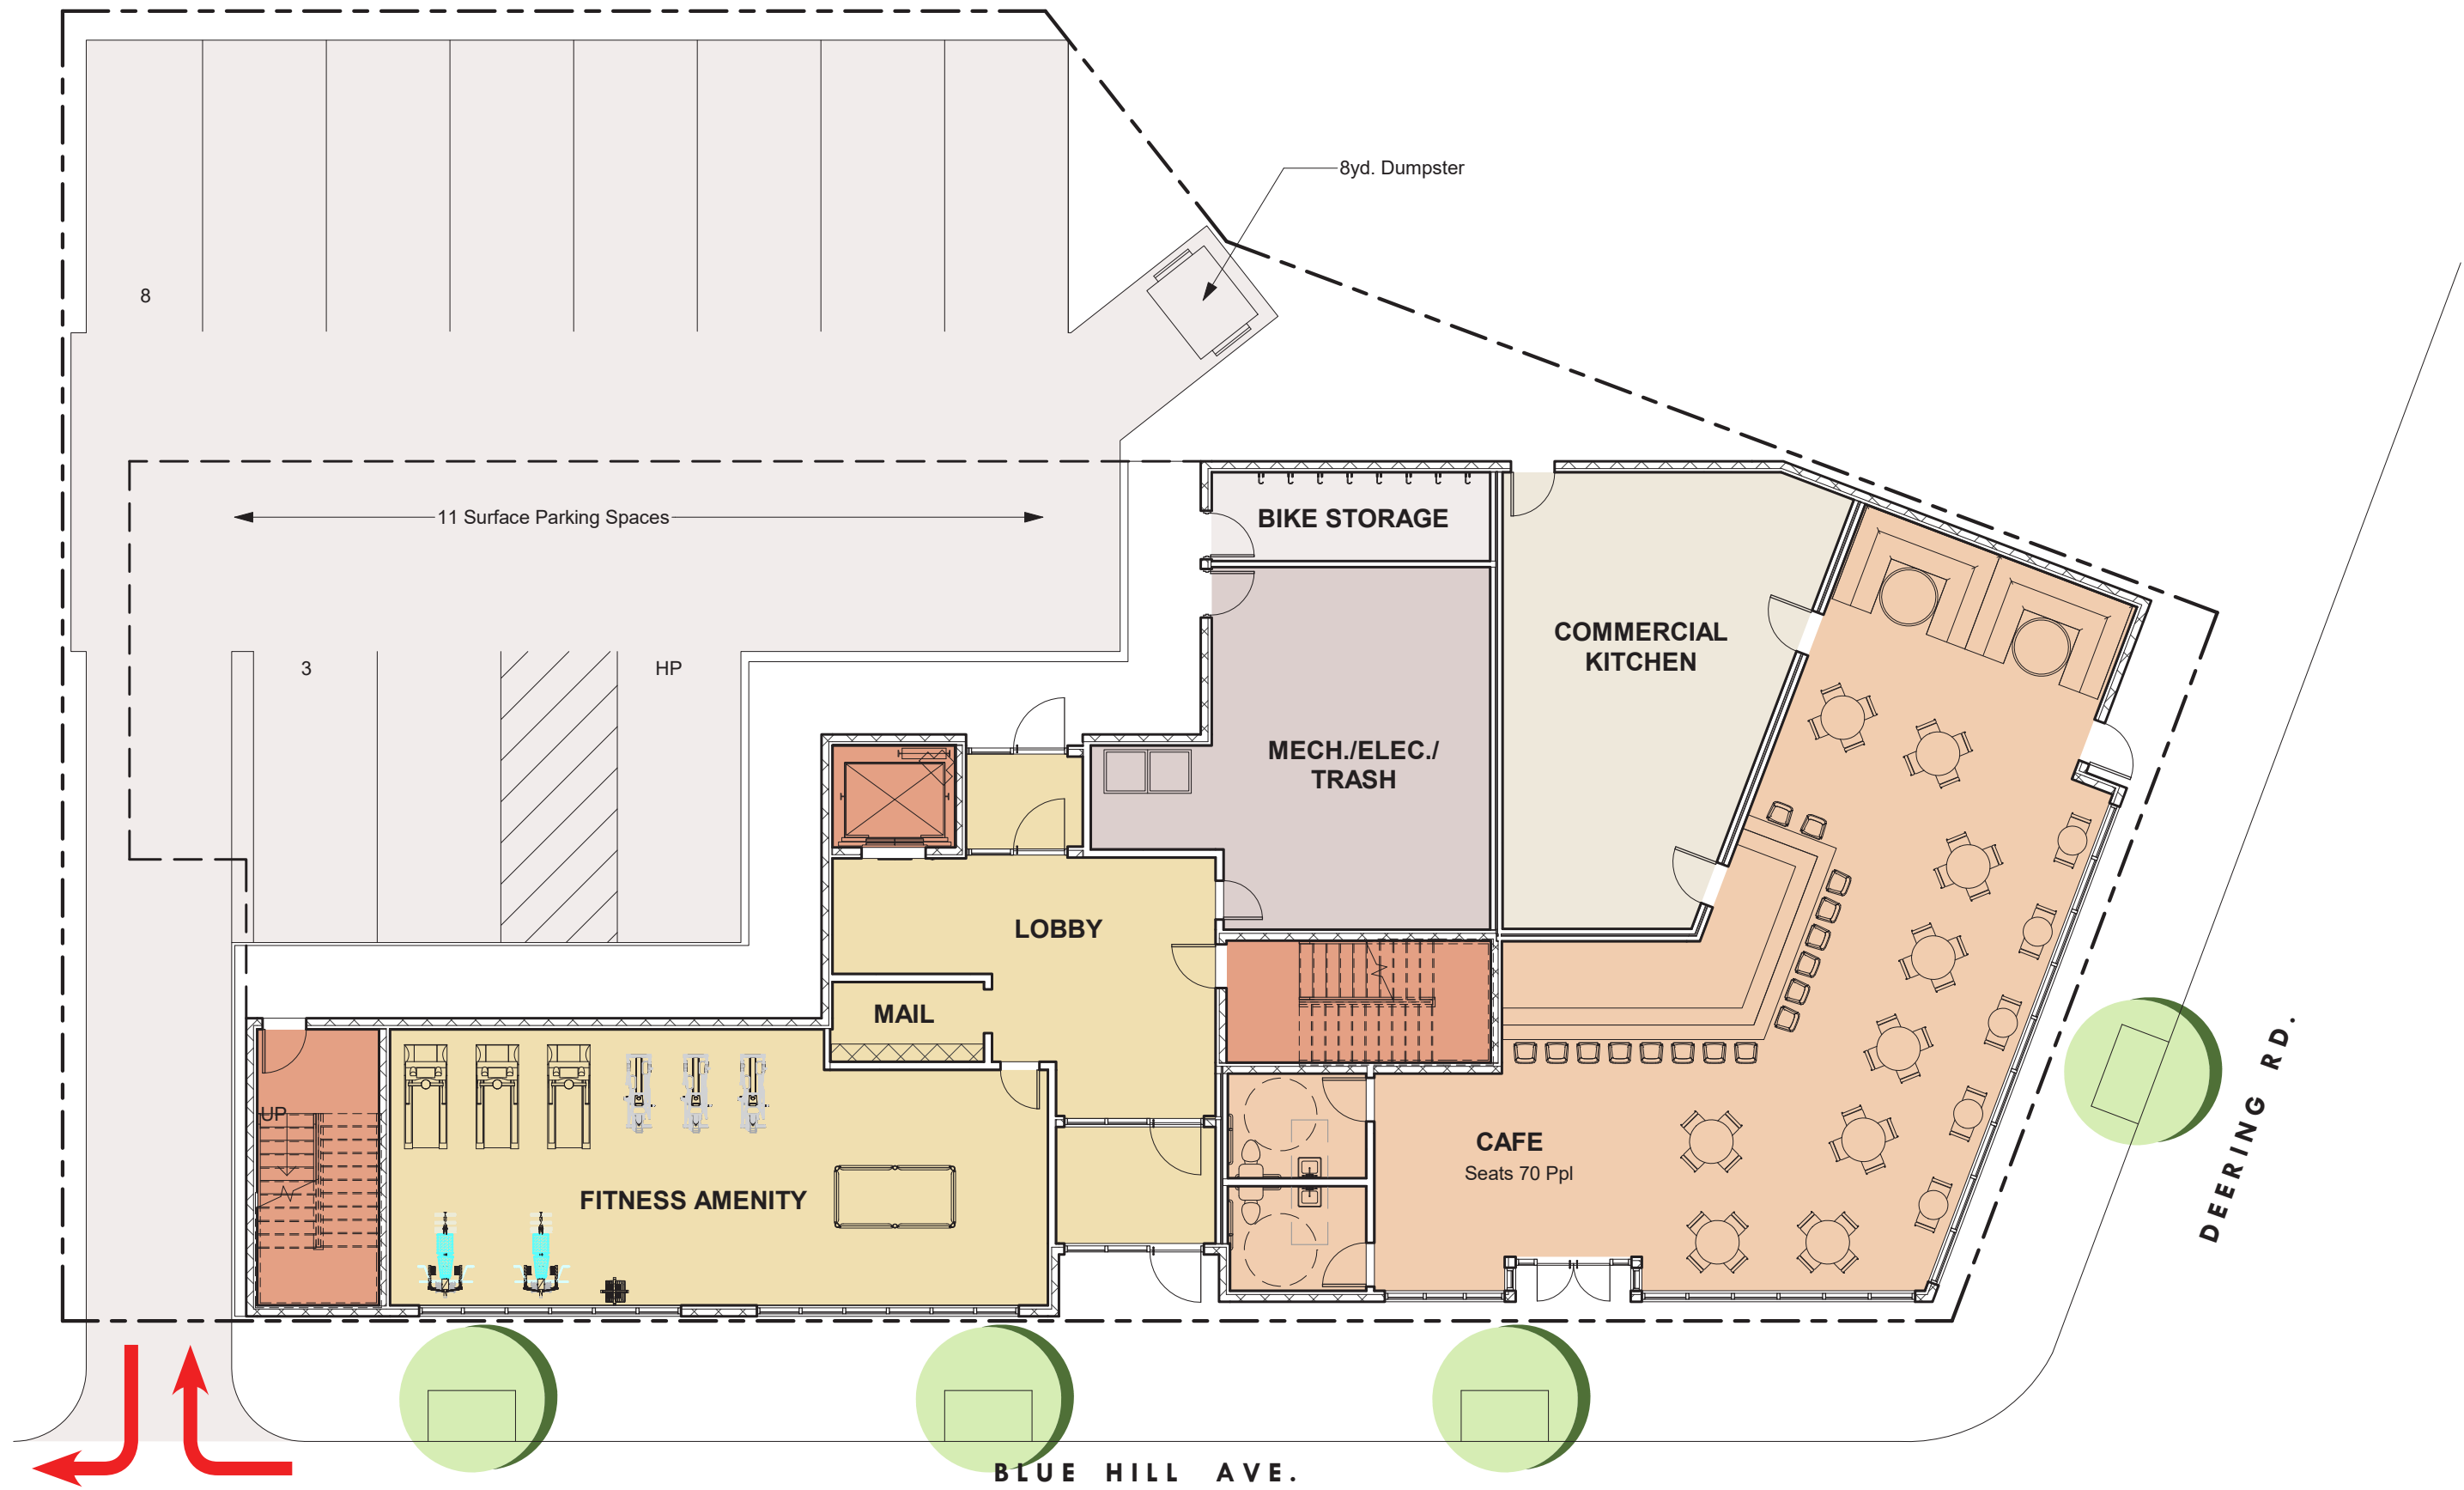 8yd. Dumpster
8
11 Surface Parking Spaces
BIKE STORAGE
3
HP
COMMERCIAL
KITCHEN
MECH./ELEC./
TRASH
LOBBY
MAIL
UP
CAFE
Seats 70 Ppl
FITNESS AMENITY
DEERING RD.
BLUE HILL AVE.